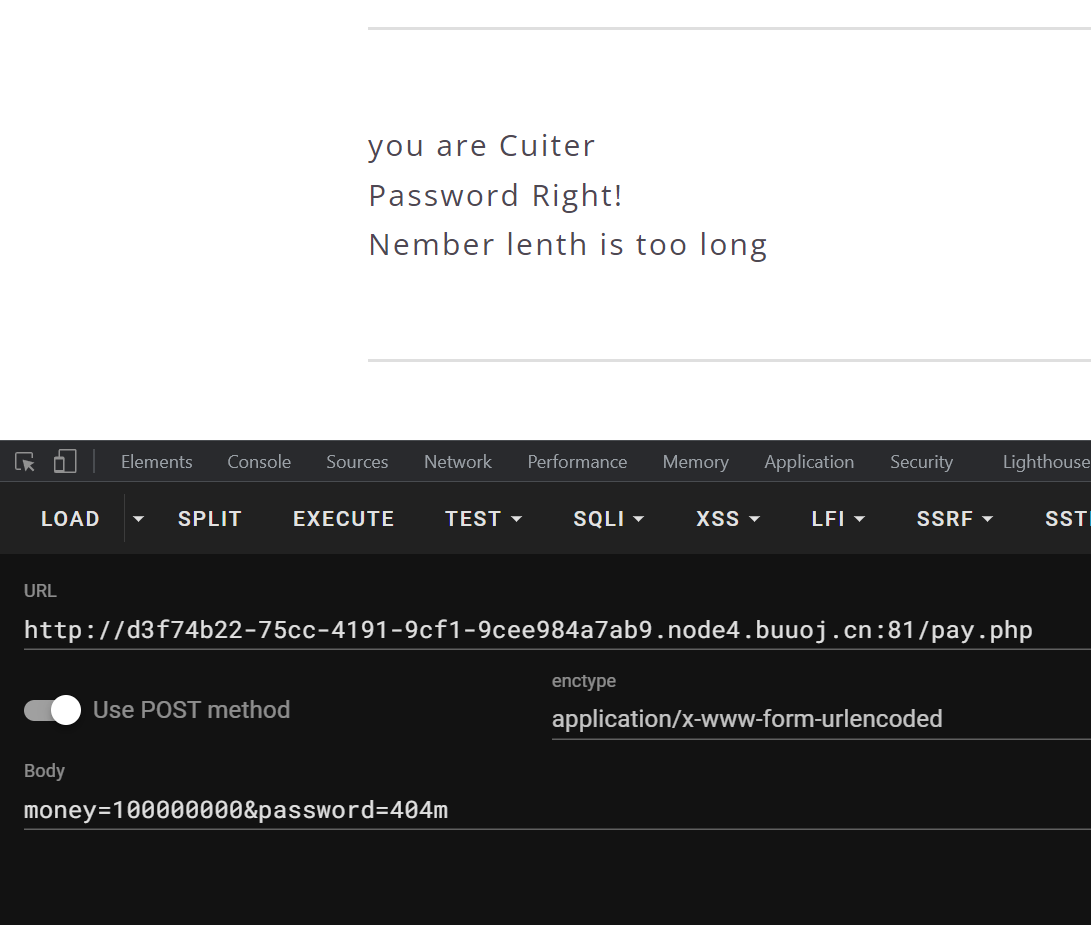 you are Cuiter
Password Right!
Nember lenth is too long
Elements Console Sources Network Performance Memory Application Security Lighthouse
LOAD SPLIT EXECUTE TEST SQLI XSS LFI SSRF SSTI
URL
http://d3f74b22-75cc-4191-9cf1-9cee984a7ab9.node4.buuoj.cn:81/pay.php
Use POST method
enctype
application/x-www-form-urlencoded
Body
money=100000000&password=404m